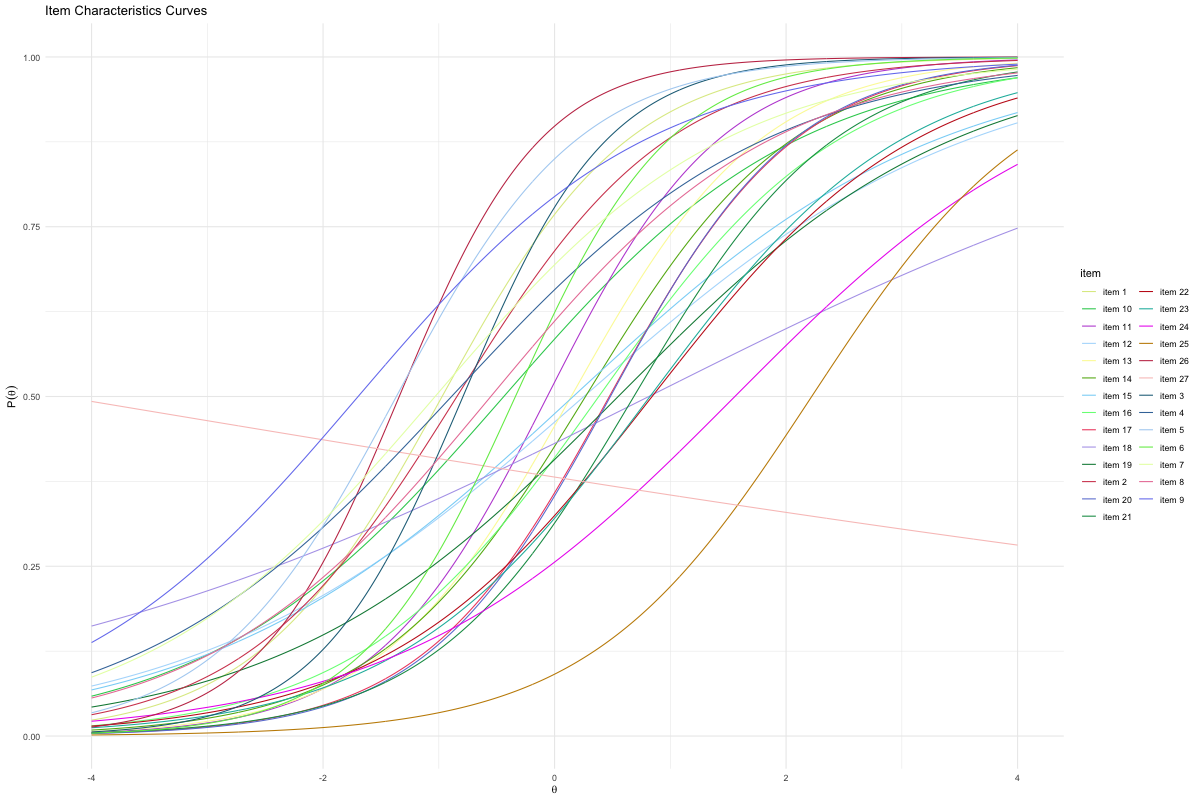 Item Characteristics Curves
P(θ)
1.00
0.75
0.50
0.25
0.00
-4 -2 0 2 4
θ
item
item 1 item 22
item 10 item 23
item 11 item 24
item 12 item 25
item 13 item 26
item 14 item 27
item 15 item 3
item 16 item 4
item 17 item 5
item 18 item 6
item 19 item 7
item 2 item 8
item 20 item 9
item 21